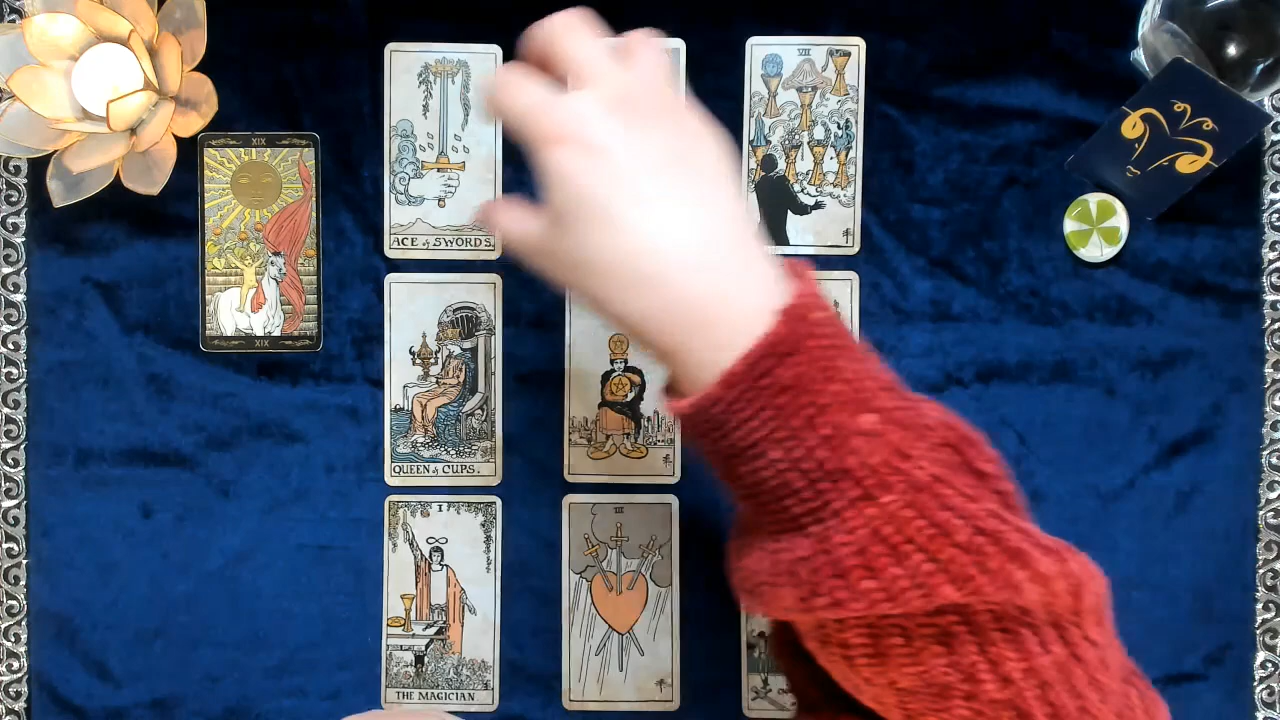 XIX
XIX
ACE of SWORDS.
VII
QUEEN of CUPS.
I
THE MAGICIAN.
III